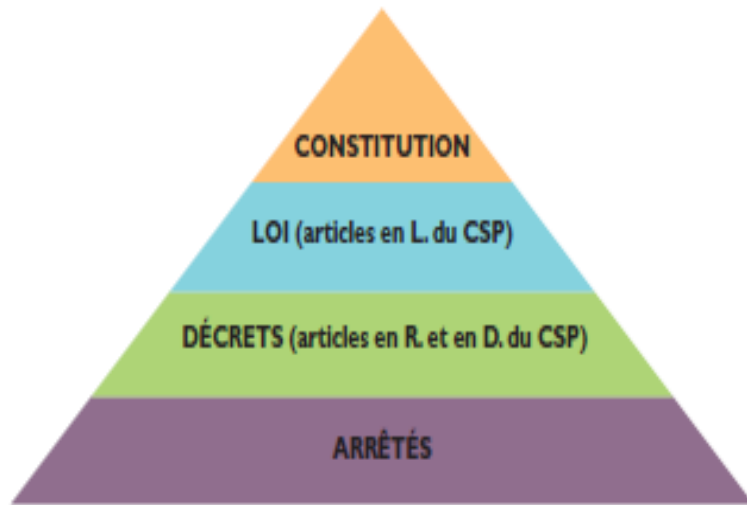 CONSTITUTION
LOI (articles en L. du CSP)
DÉCRETS (articles en R. et en D. du CSP)
ARRÊTÉS